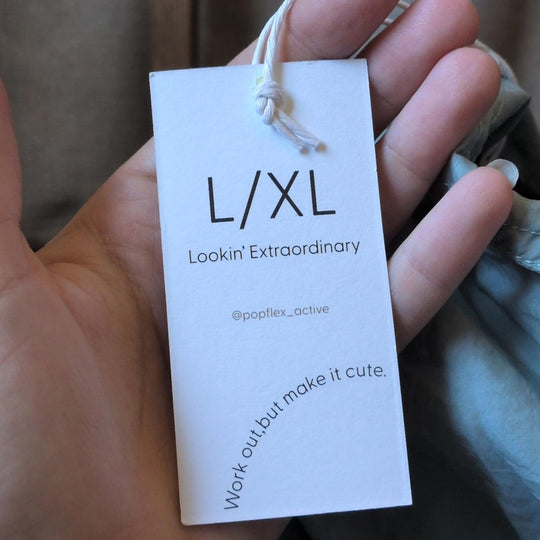 L/XL
Lookin' Extraordinary
@popflex_active
Work out,but make it cute.